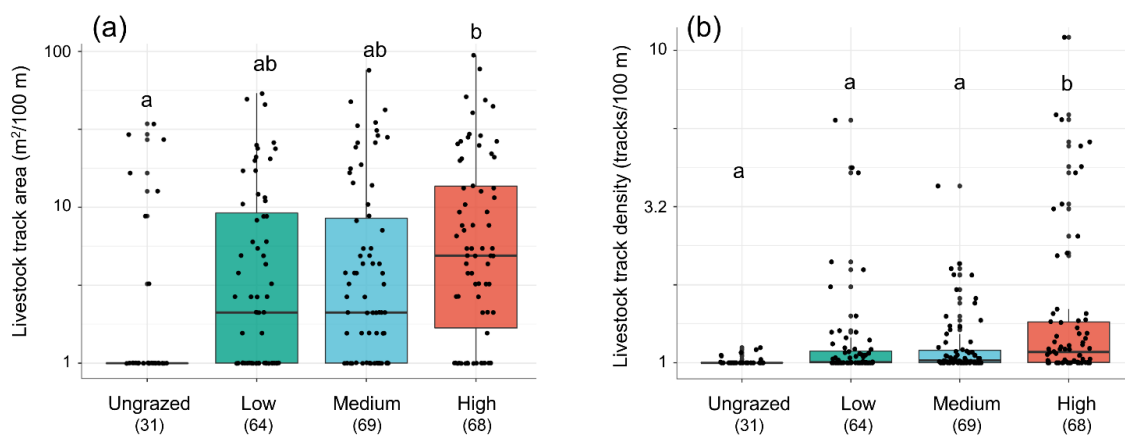 (a)
Livestock track area (m²/100 m)
100
10
1
a
ab
ab
b
Ungrazed
(31)
Low
(64)
Medium
(69)
High
(68)
(b)
Livestock track density (tracks/100 m)
10
3.2
1
a
a
a
b
Ungrazed
(31)
Low
(64)
Medium
(69)
High
(68)